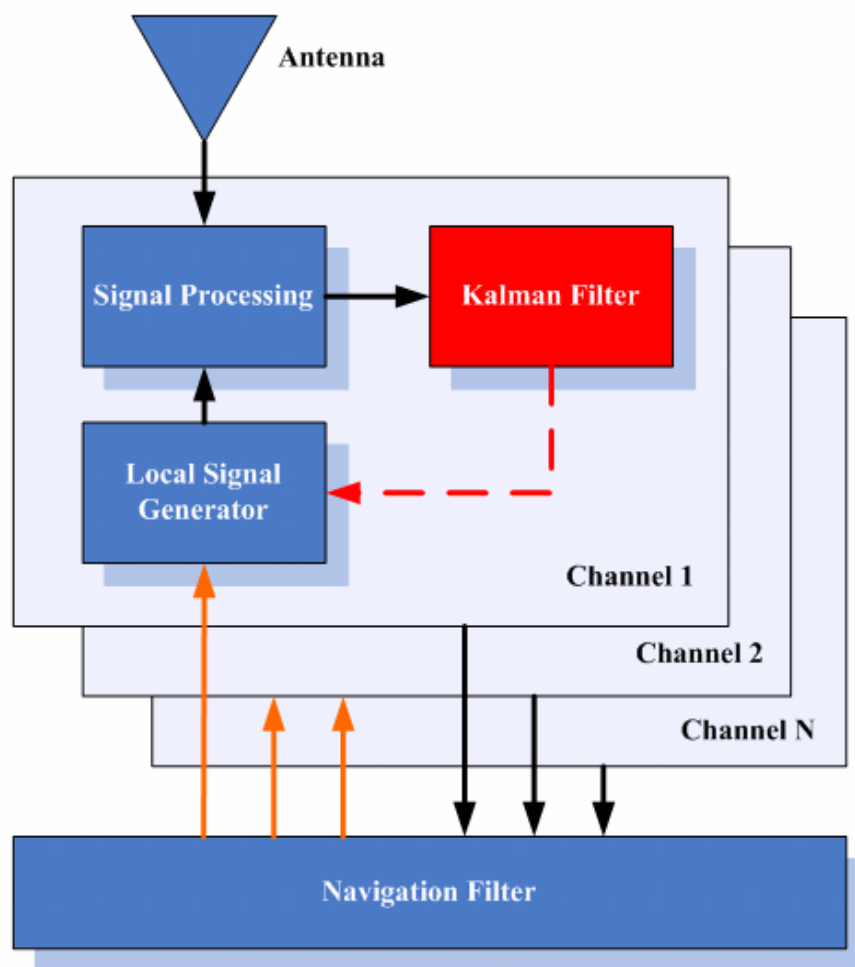 Antenna
Signal Processing
Kalman Filter
Local Signal
Generator
Channel 1
Channel 2
Channel N
Navigation Filter